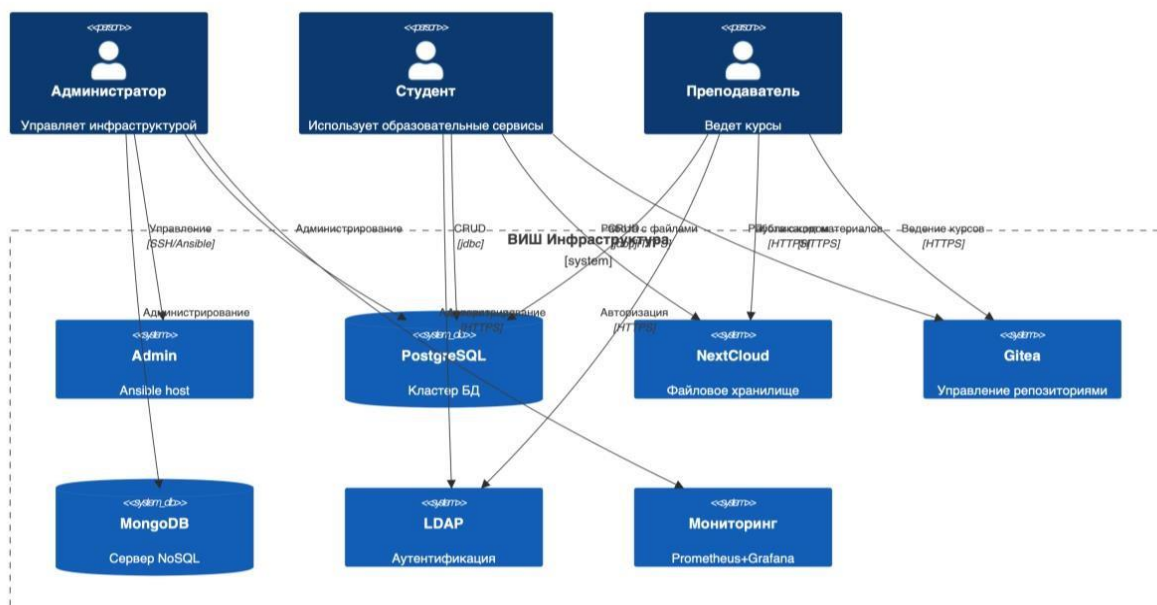 <<person>>
Администратор
Управляет инфраструктурой
<<person>>
Студент
Использует образовательные сервисы
<<person>>
Преподаватель
Ведет курсы
Управление
[SSH/Ansible]
Администрирование
CRUD
[jdbc]
с файлами
Ведение курсов
[HTTPS]
ВИШ Инфраструктура
[system]
Администрирование
[HTTPS]
Авторизация
[HTTPS]
<<system>>
Admin
Ansible host
<<system_db>>
PostgreSQL
Кластер БД
<<system>>
NextCloud
Файловое хранилище
<<system>>
Gitea
Управление репозиториями
<<system_db>>
MongoDB
Сервер NoSQL
<<system>>
LDAP
Аутентификация
<<system>>
Мониторинг
Prometheus+Grafana